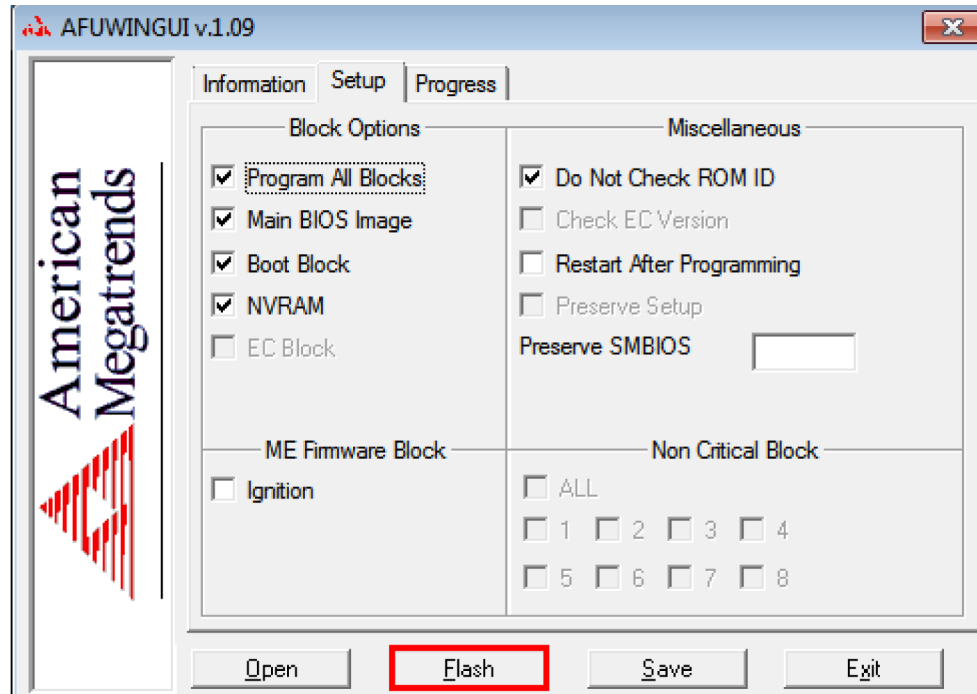 AFUWINGUI v.1.09
American
Megatrends
Information Setup Progress
Block Options
Program All Blocks
Main BIOS Image
Boot Block
NVRAM
EC Block
Miscellaneous
Do Not Check ROM ID
Check EC Version
Restart After Programming
Preserve Setup
Preserve SMBIOS
ME Firmware Block
Ignition
Non Critical Block
ALL
1 2 3 4
5 6 7 8
Open Flash Save Exit